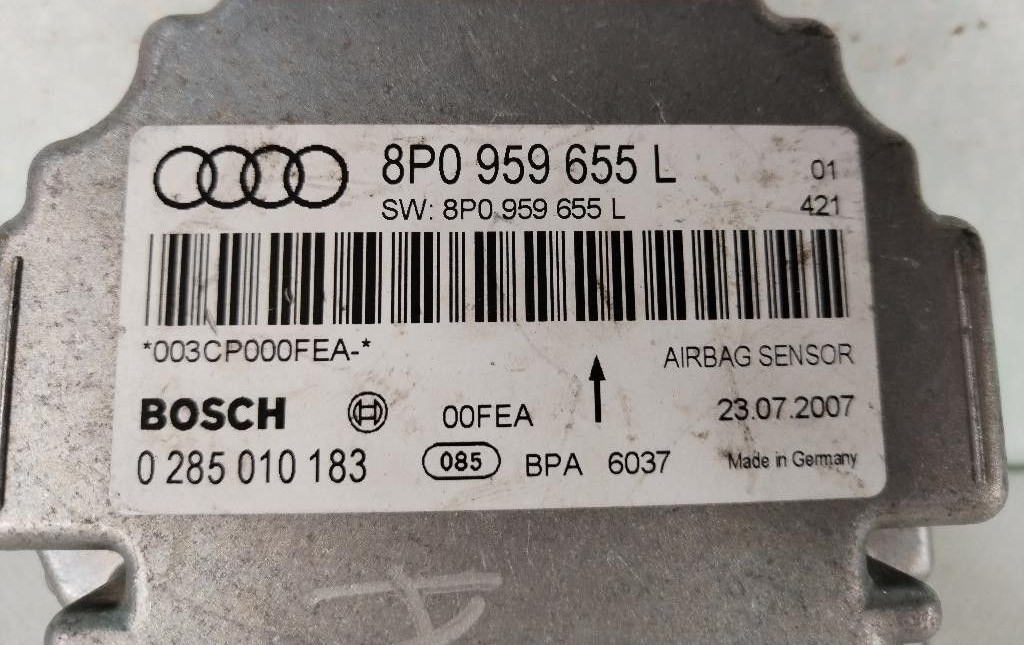 8P0 959 655 L 01
SW: 8P0 959 655 L 421
*003CP000FEA-* AIRBAG SENSOR
BOSCH 00FEA 23.07.2007
0 285 010 183 085 BPA 6037 Made in Germany